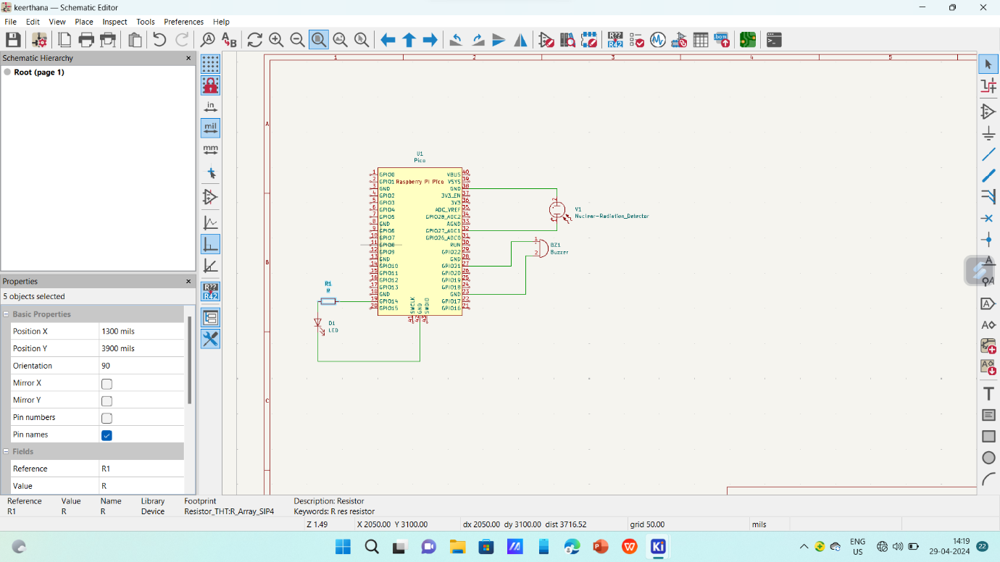 keerthana — Schematic Editor
File Edit View Place Inspect Tools Preferences Help
Schematic Hierarchy
Root (page 1)
in
mil
mm
Properties
5 objects selected
Basic Properties
Position X 1300 mils
Position Y 3900 mils
Orientation 90
Mirror X
Mirror Y
Pin numbers
Pin names
Fields
Reference R1
Value R
1 2 3 4 5
A
B
C
U1
Pico
Raspberry Pi Pico
1 GPIO0
2 GPIO1
3 GND
4 GPIO2
5 GPIO3
6 GPIO4
7 GPIO5
8 GND
9 GPIO6
10 GPIO7
11 GPIO8
12 GPIO9
13 GND
14 GPIO10
15 GPIO11
16 GPIO12
17 GPIO13
18 GND
19 GPIO14
20 GPIO15
VBUS 40
VSYS 39
GND 38
3V3_EN 37
3V3 36
ADC_VREF 35
GPIO28_ADC2 34
AGND 33
GPIO27_ADC1 32
GPIO26_ADC0 31
RUN 30
GPIO22 29
GND 28
GPIO21 27
GPIO20 26
GPIO19 25
GPIO18 24
GND 23
GPIO17 22
GPIO16 21
SWCLK 41
GND 42
SWDIO 43
2
1
V1
Nuclear-Radiation_Detector
1
2
BZ1
Buzzer
R1
R
D1
LED
Reference Value Name Library Footprint Description: Resistor
R1 R R Device Resistor_THT:R_Array_SIP4 Keywords: R res resistor
Z 1.49 X 2050.00 Y 3100.00 dx 2050.00 dy 3100.00 dist 3716.52 grid 50.00 mils
ENG
US
14:19
29-04-2024
22